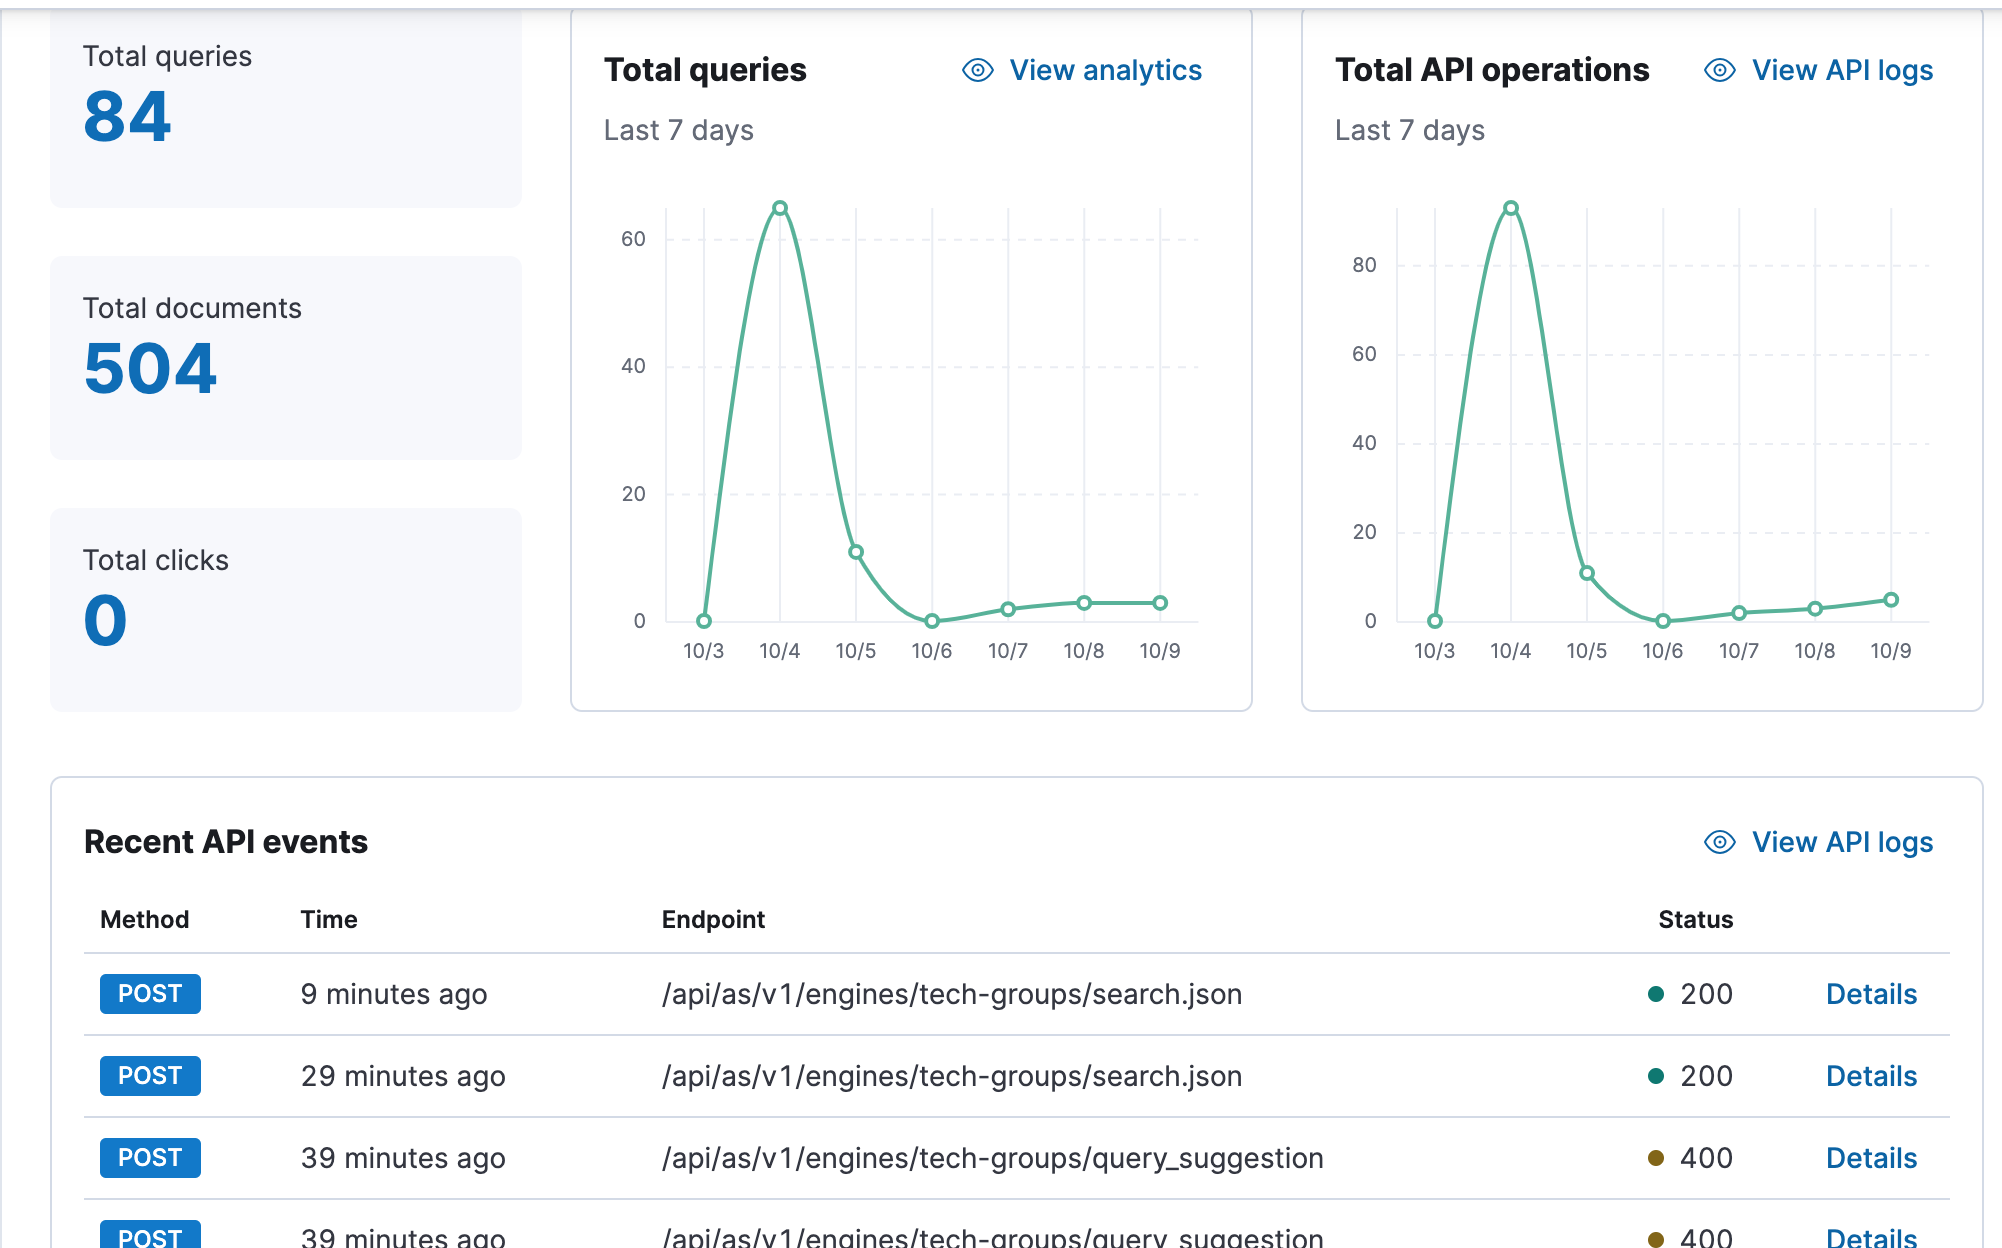 Total queries
84
Total documents
504
Total clicks
0
Total queries
View analytics
Last 7 days
60
40
20
0
10/3 10/4 10/5 10/6 10/7 10/8 10/9
Total API operations
View API logs
Last 7 days
80
60
40
20
0
10/3 10/4 10/5 10/6 10/7 10/8 10/9
Recent API events
View API logs
Method Time Endpoint Status
POST 9 minutes ago /api/as/v1/engines/tech-groups/search.json 200 Details
POST 29 minutes ago /api/as/v1/engines/tech-groups/search.json 200 Details
POST 39 minutes ago /api/as/v1/engines/tech-groups/query_suggestion 400 Details
POST 39 minutes ago /api/as/v1/engines/tech-groups/query_suggestion 400 Details